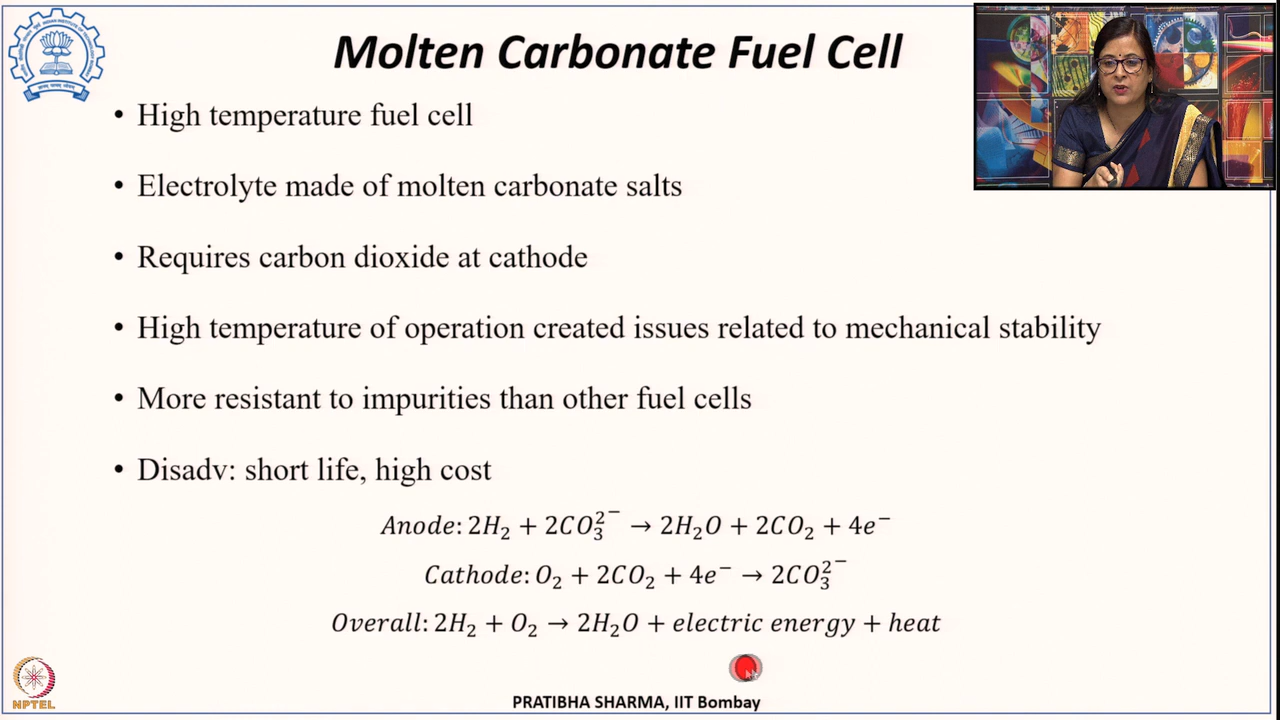 Molten Carbonate Fuel Cell
• High temperature fuel cell
• Electrolyte made of molten carbonate salts
• Requires carbon dioxide at cathode
• High temperature of operation created issues related to mechanical stability
• More resistant to impurities than other fuel cells
• Disadv: short life, high cost
Anode: 2H₂ + 2CO₃²⁻ → 2H₂O + 2CO₂ + 4e⁻
Cathode: O₂ + 2CO₂ + 4e⁻ → 2CO₃²⁻
Overall: 2H₂ + O₂ → 2H₂O + electric energy + heat
NPTEL
PRATIBHA SHARMA, IIT Bombay